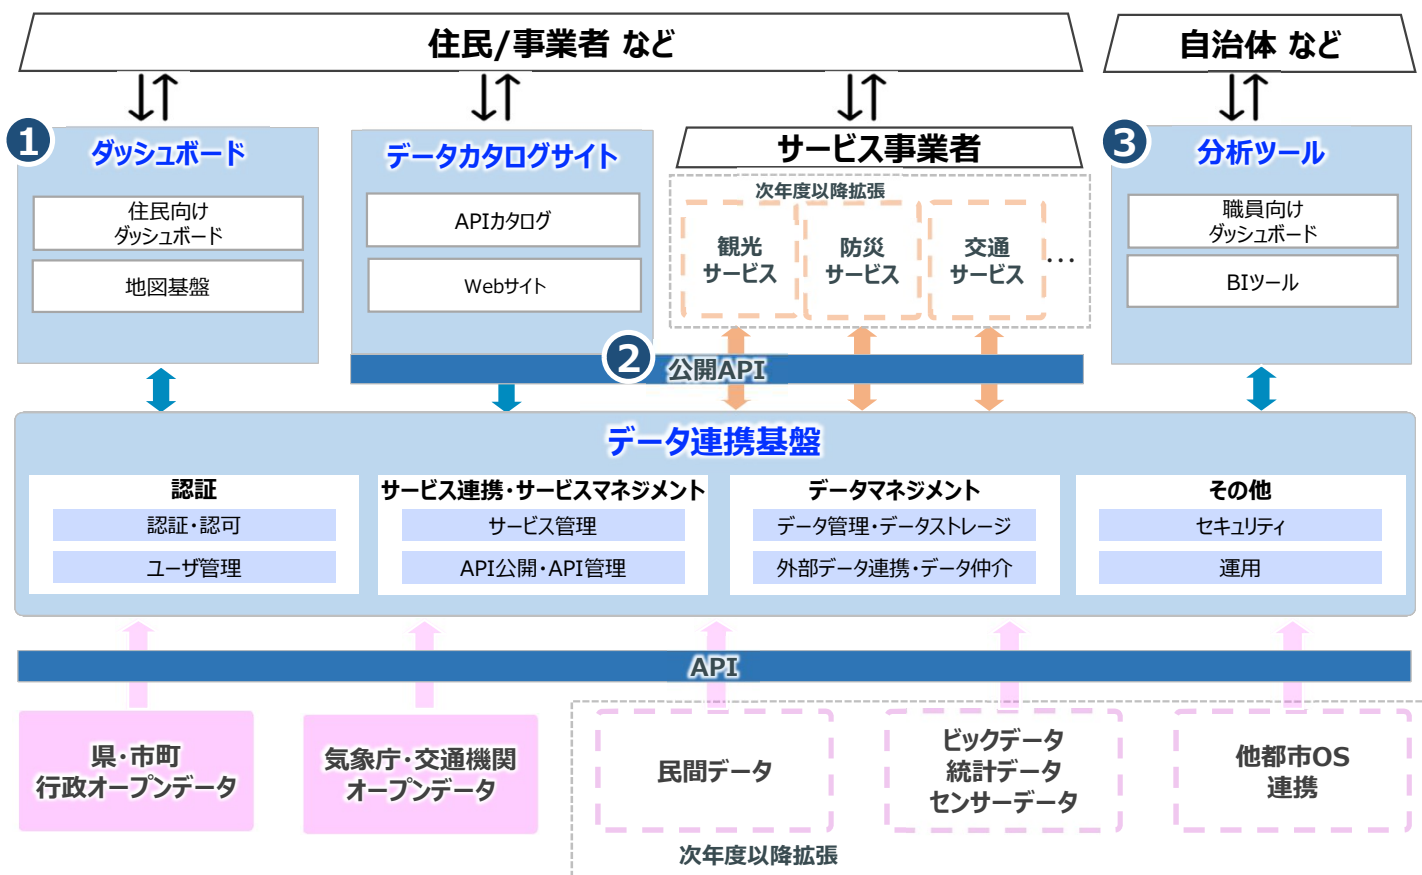 住民/事業者 など
自治体 など
1
ダッシュボード
住民向け
ダッシュボード
地図基盤
データカタログサイト
APIカタログ
Webサイト
サービス事業者
次年度以降拡張
観光
サービス
防災
サービス
交通
サービス
…
3
分析ツール
職員向け
ダッシュボード
BIツール
2
公開API
データ連携基盤
認証
認証・認可
ユーザ管理
サービス連携・サービスマネジメント
サービス管理
API公開・API管理
データマネジメント
データ管理・データストレージ
外部データ連携・データ仲介
その他
セキュリティ
運用
API
県・市町
行政オープンデータ
気象庁・交通機関
オープンデータ
民間データ
ビックデータ
統計データ
センサーデータ
他都市OS
連携
次年度以降拡張